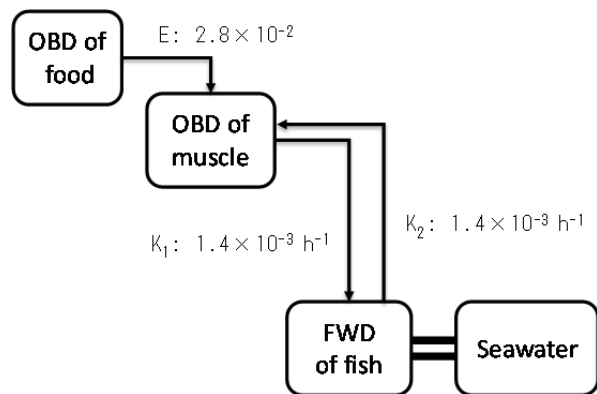 E: 2.8×10⁻²
OBD of
food
OBD of
muscle
K₁: 1.4×10⁻³ h⁻¹
K₂: 1.4×10⁻³ h⁻¹
FWD
of fish
Seawater